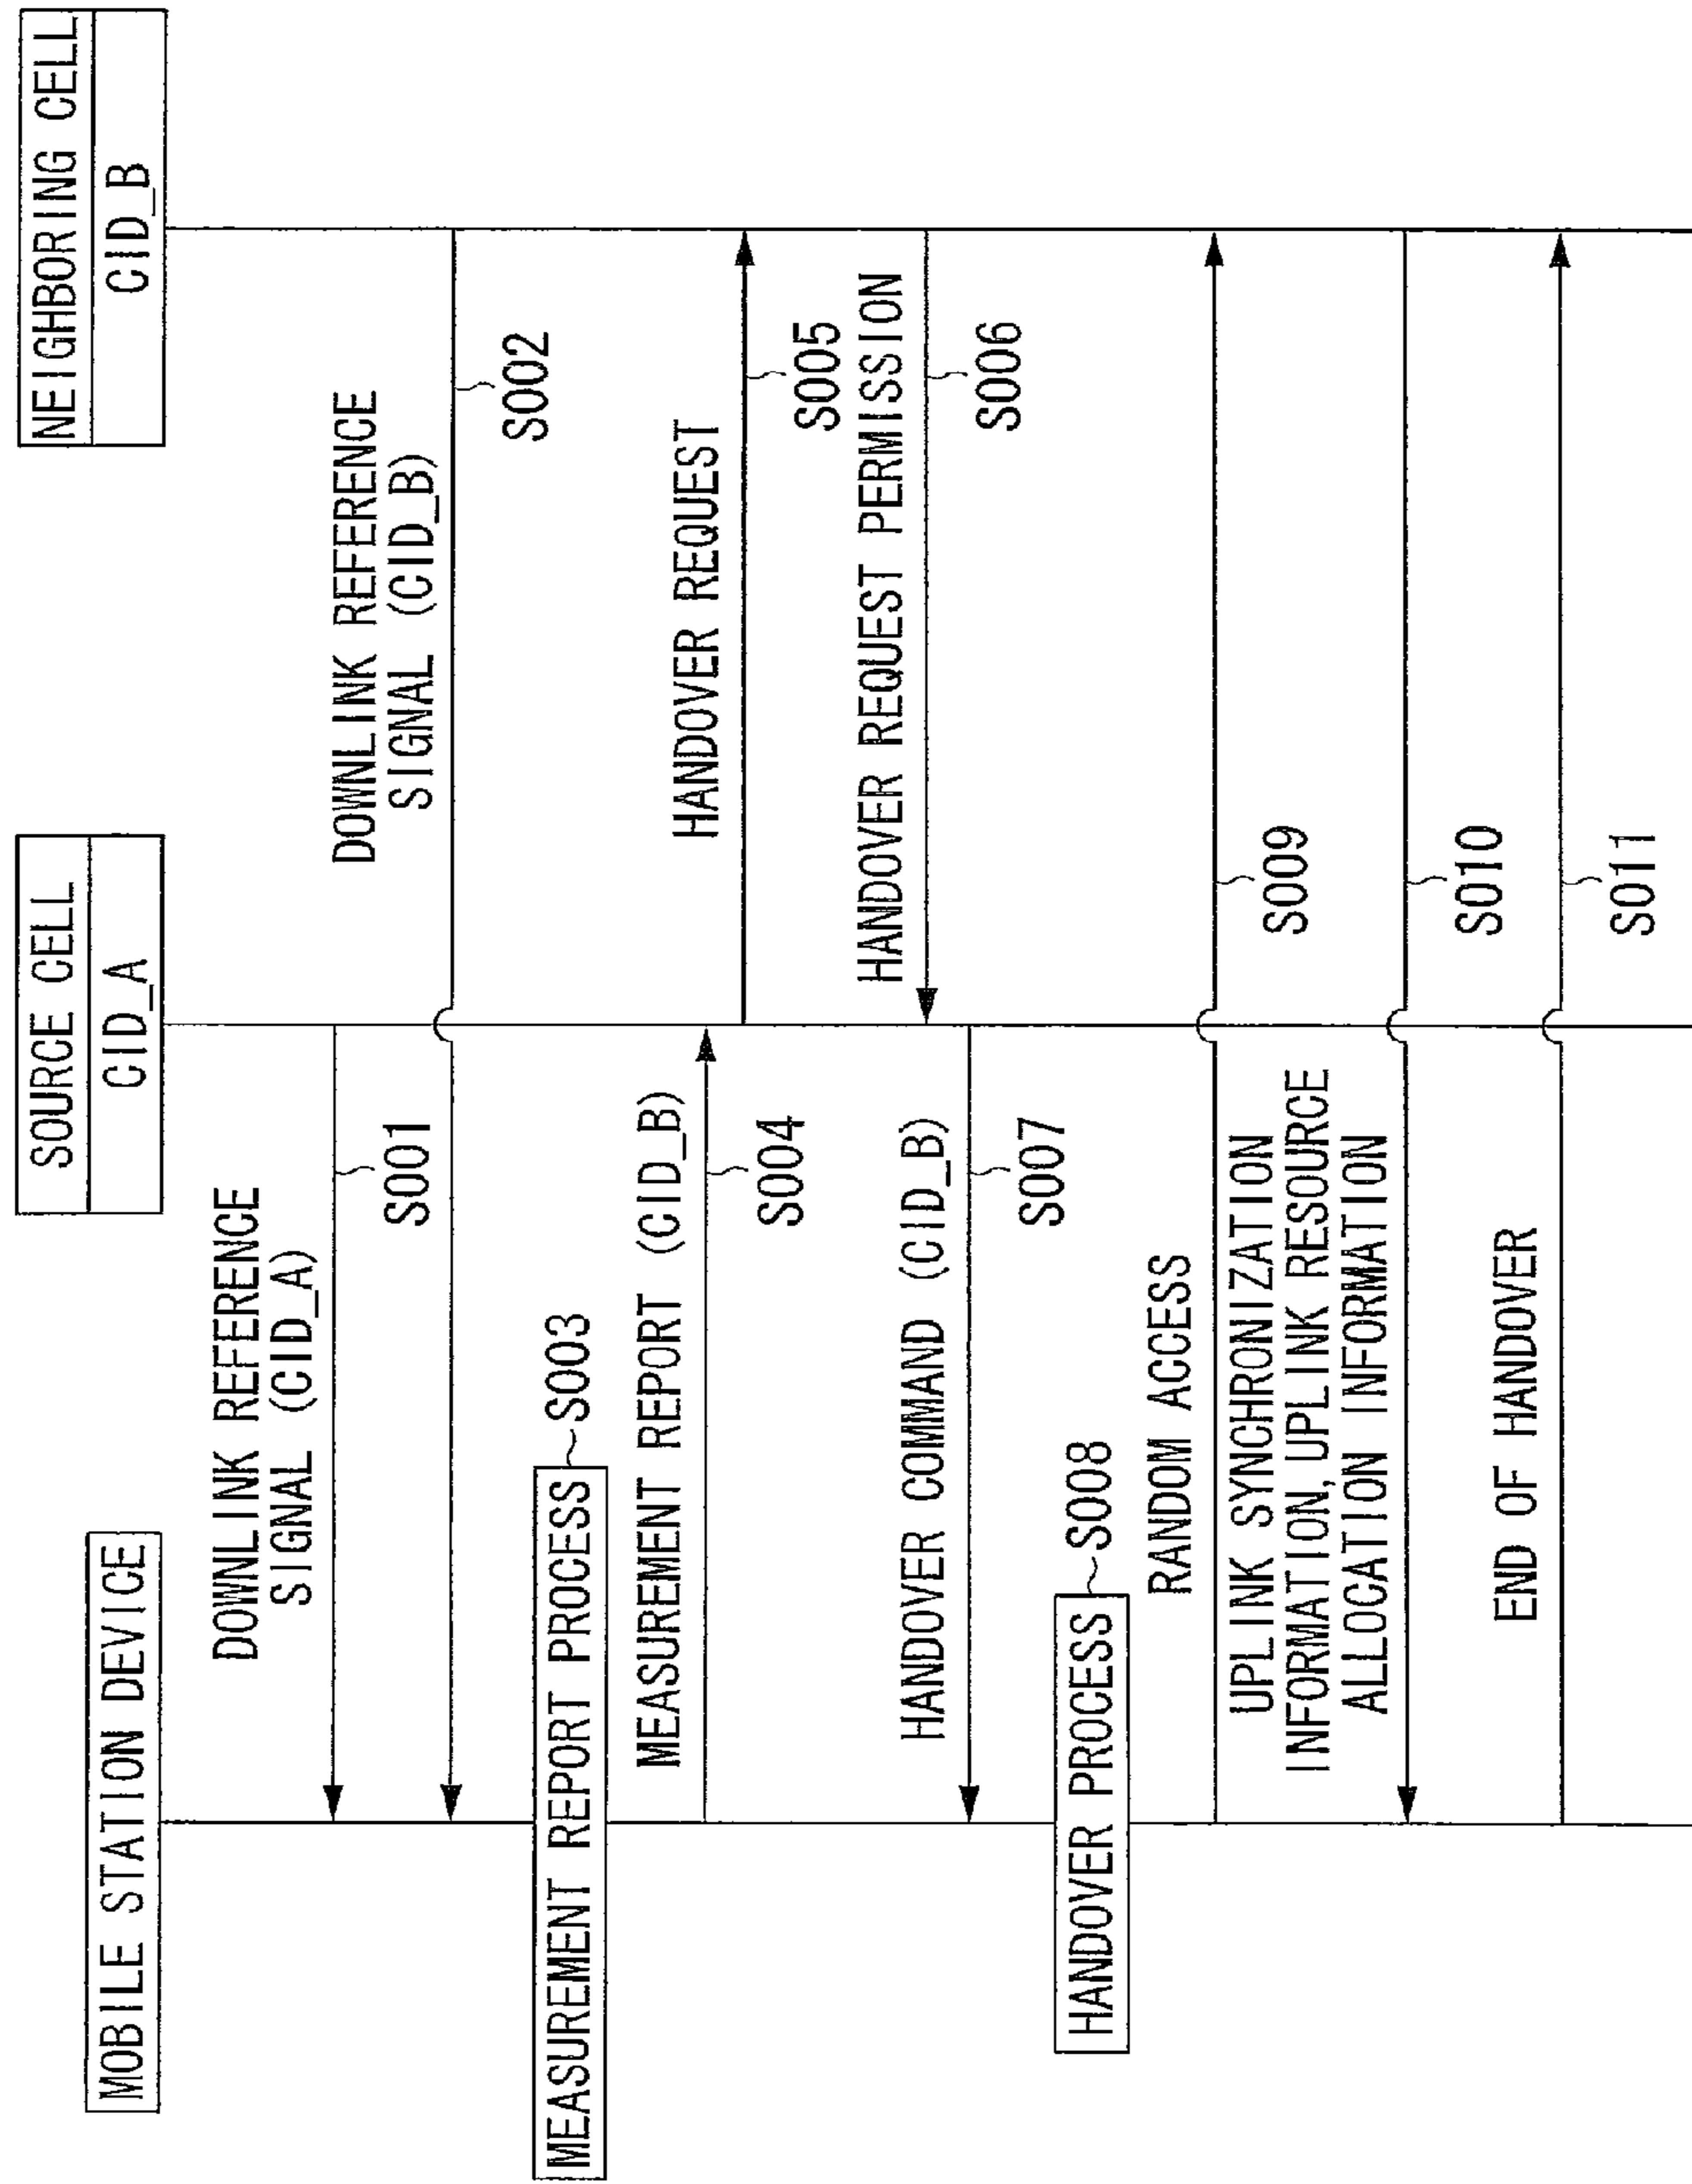 MOBILE STATION DEVICE
SOURCE CELL
CID_A
NEIGHBORING CELL
CID_B
DOWNLINK REFERENCE
SIGNAL (CID_A)
S001
DOWNLINK REFERENCE
SIGNAL (CID_B)
S002
MEASUREMENT REPORT PROCESS
S003
MEASUREMENT REPORT (CID_B)
S004
HANDOVER REQUEST
S005
HANDOVER REQUEST PERMISSION
S006
HANDOVER COMMAND (CID_B)
S007
HANDOVER PROCESS
S008
RANDOM ACCESS
S009
UPLINK SYNCHRONIZATION
INFORMATION, UPLINK RESOURCE
ALLOCATION INFORMATION
S010
END OF HANDOVER
S011